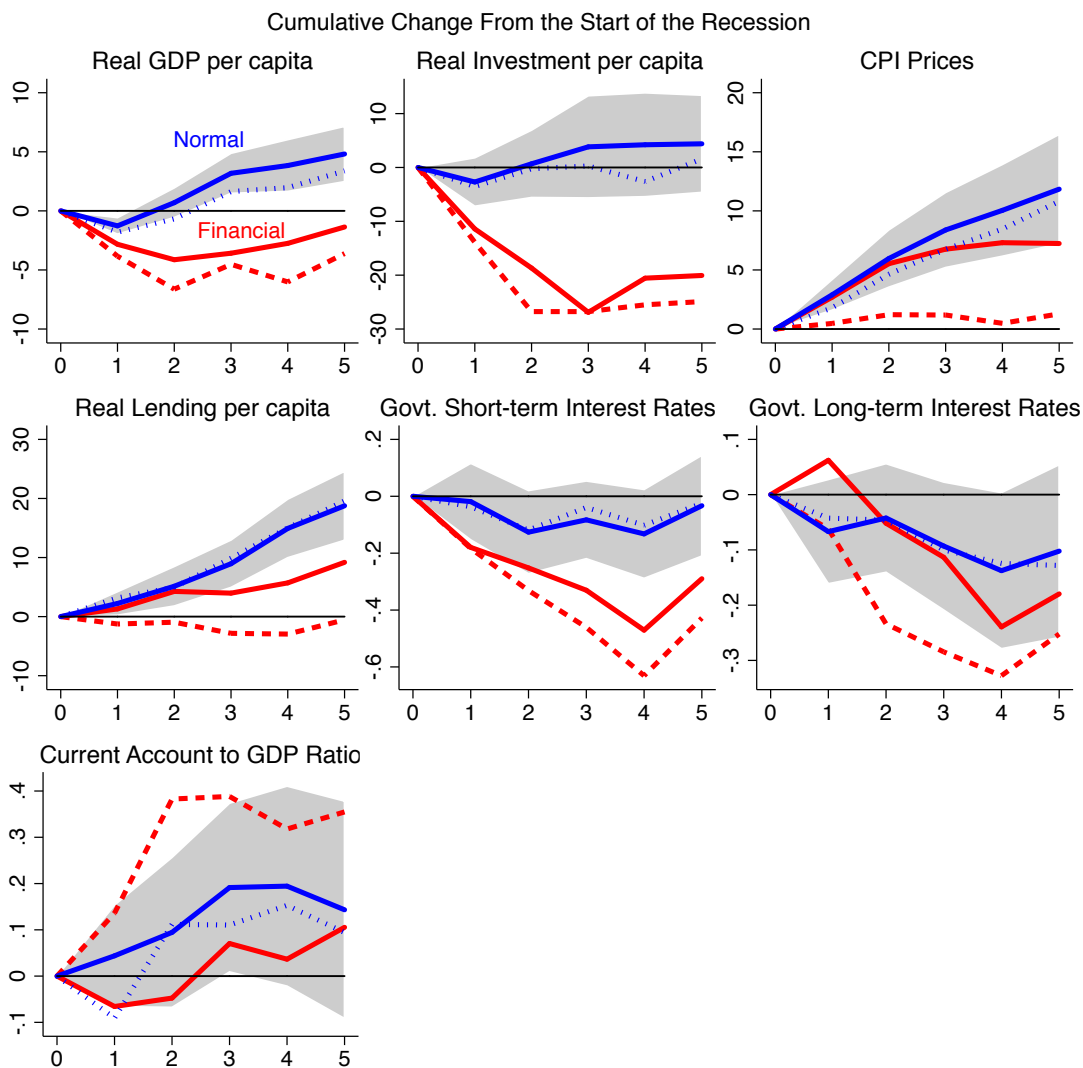 Cumulative Change From the Start of the Recession
Real GDP per capita
Real Investment per capita
CPI Prices
10
5
0
-5
-10
Normal
Financial
0 1 2 3 4 5
10
0
-10
-20
-30
0 1 2 3 4 5
20
15
10
5
0
0 1 2 3 4 5
Real Lending per capita
Govt. Short-term Interest Rates
Govt. Long-term Interest Rates
30
20
10
0
-10
0 1 2 3 4 5
.2
0
-.2
-.4
-.6
0 1 2 3 4 5
.1
0
-.1
-.2
-.3
0 1 2 3 4 5
Current Account to GDP Ratio
.4
.3
.2
.1
0
-.1
0 1 2 3 4 5